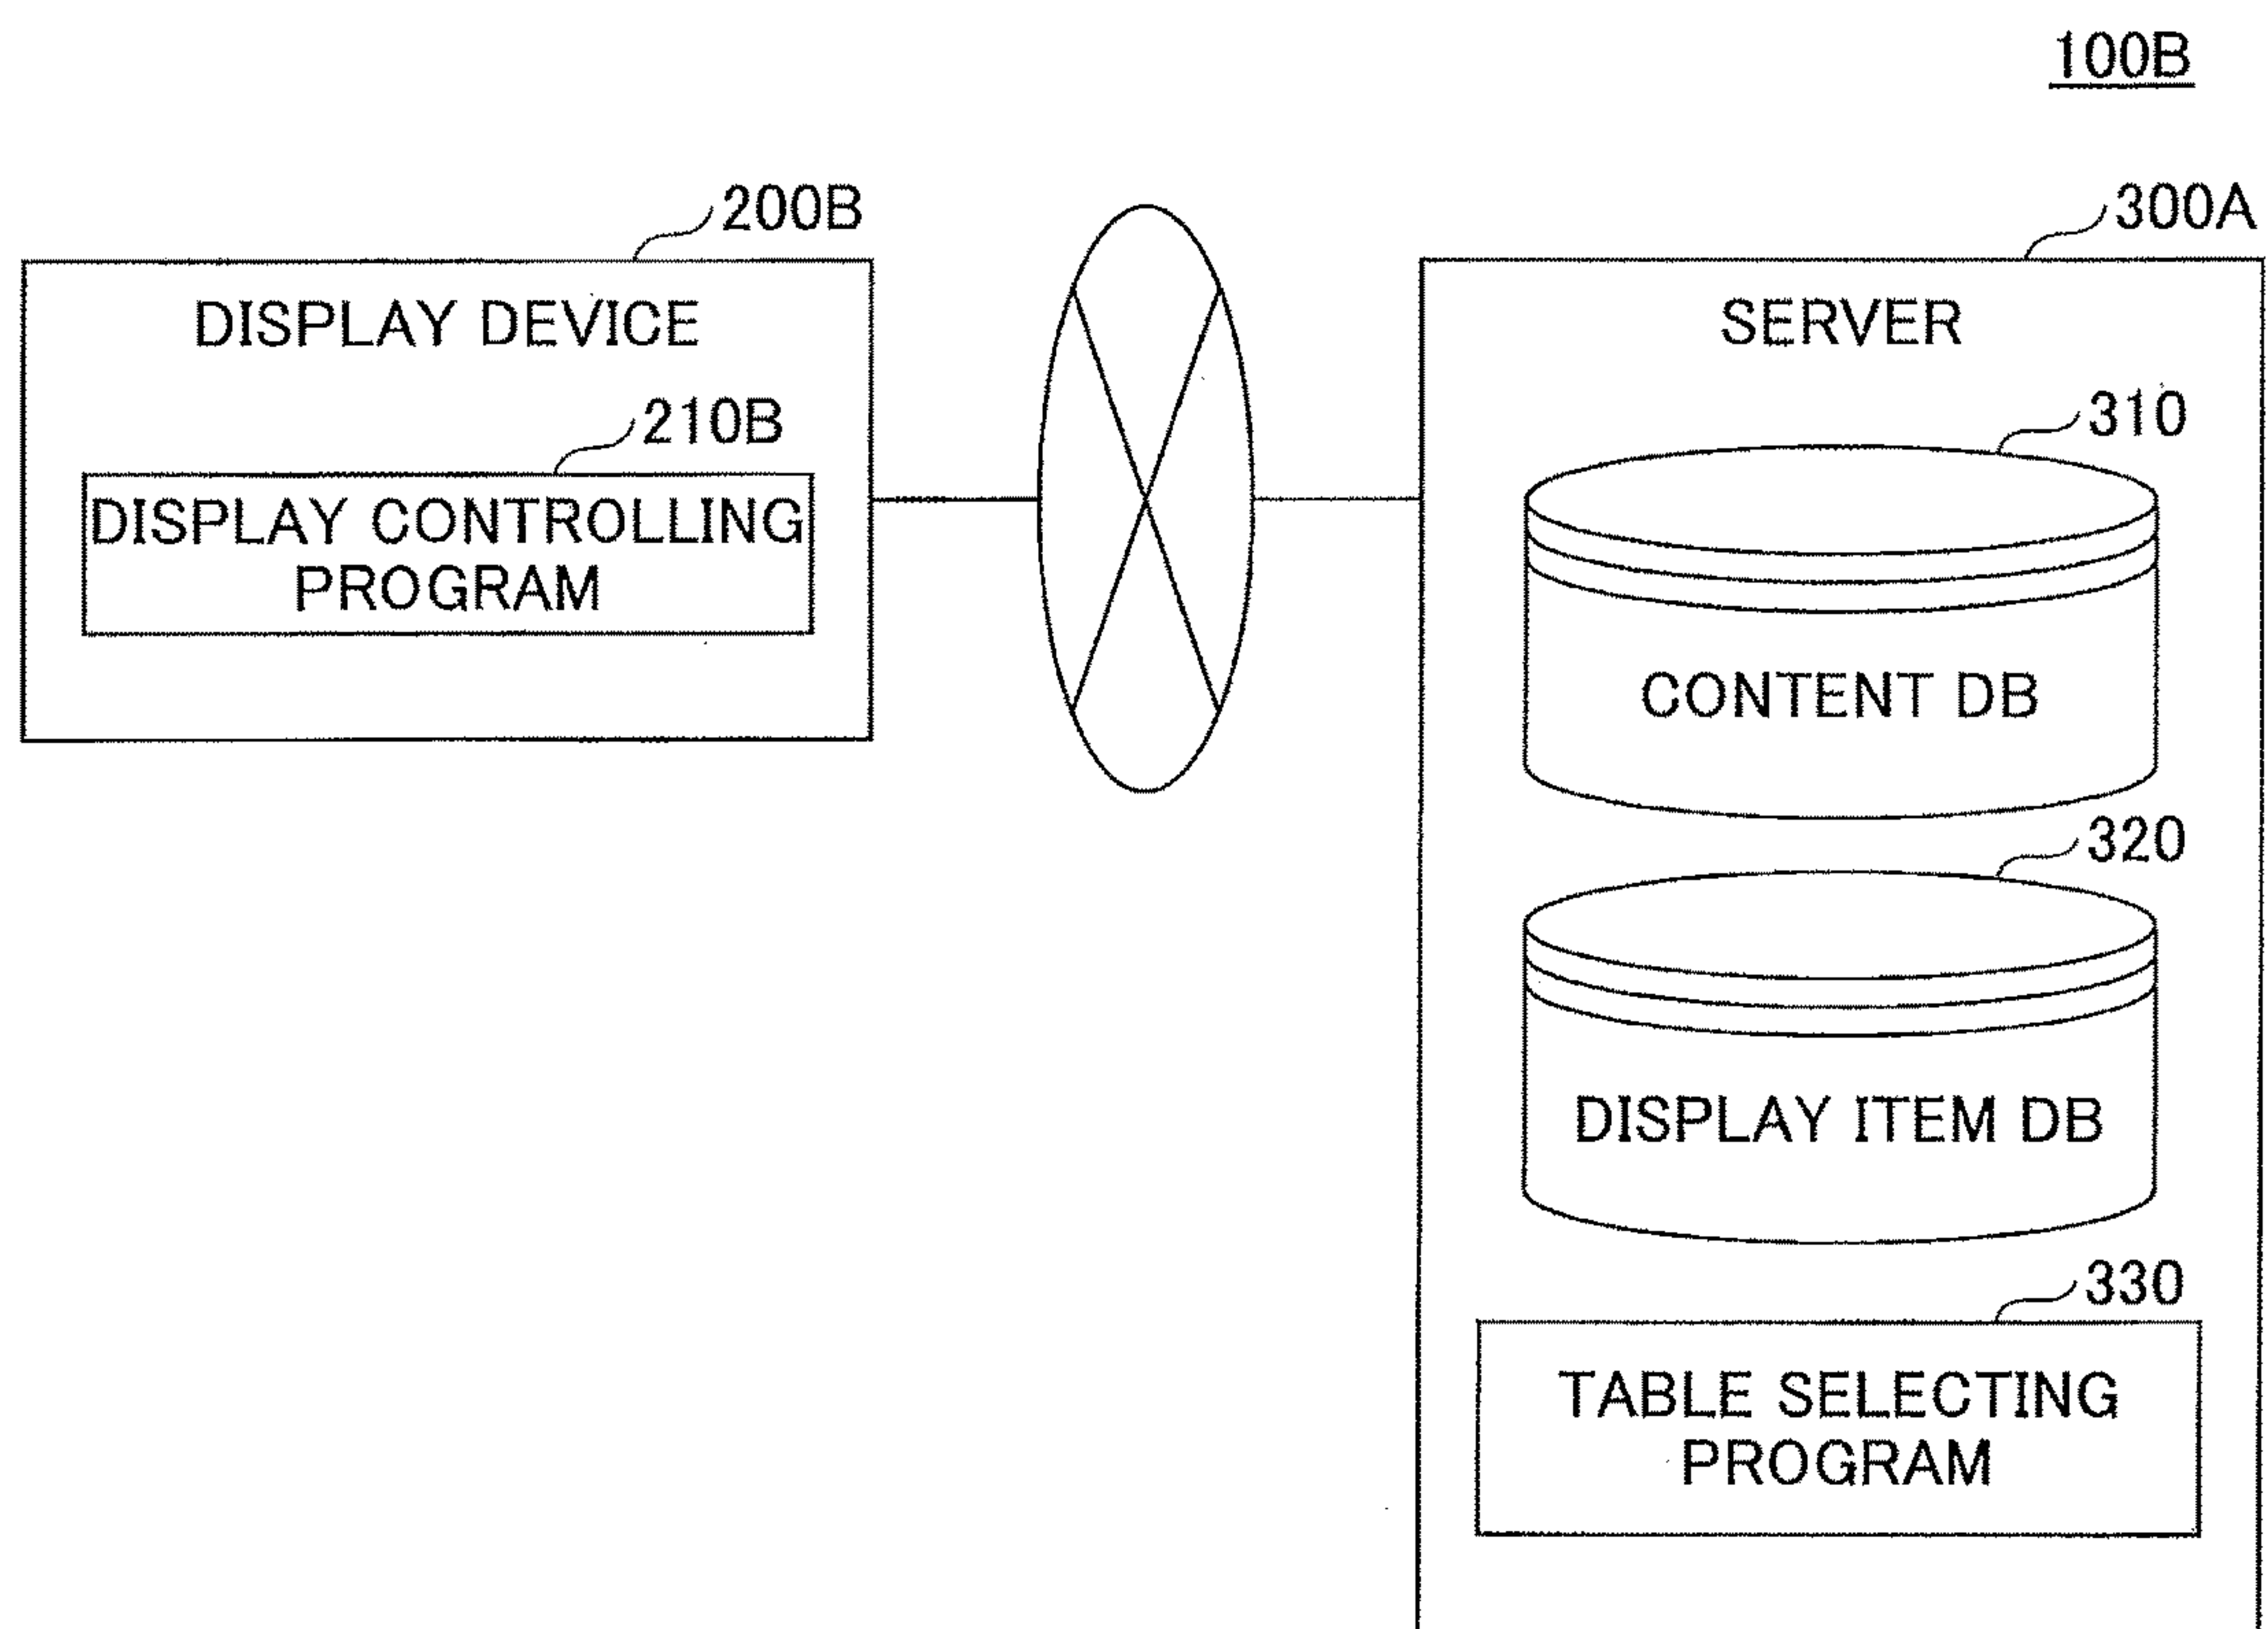 100B
200B
DISPLAY DEVICE
210B
DISPLAY CONTROLLING
PROGRAM
300A
SERVER
310
CONTENT DB
320
DISPLAY ITEM DB
330
TABLE SELECTING
PROGRAM